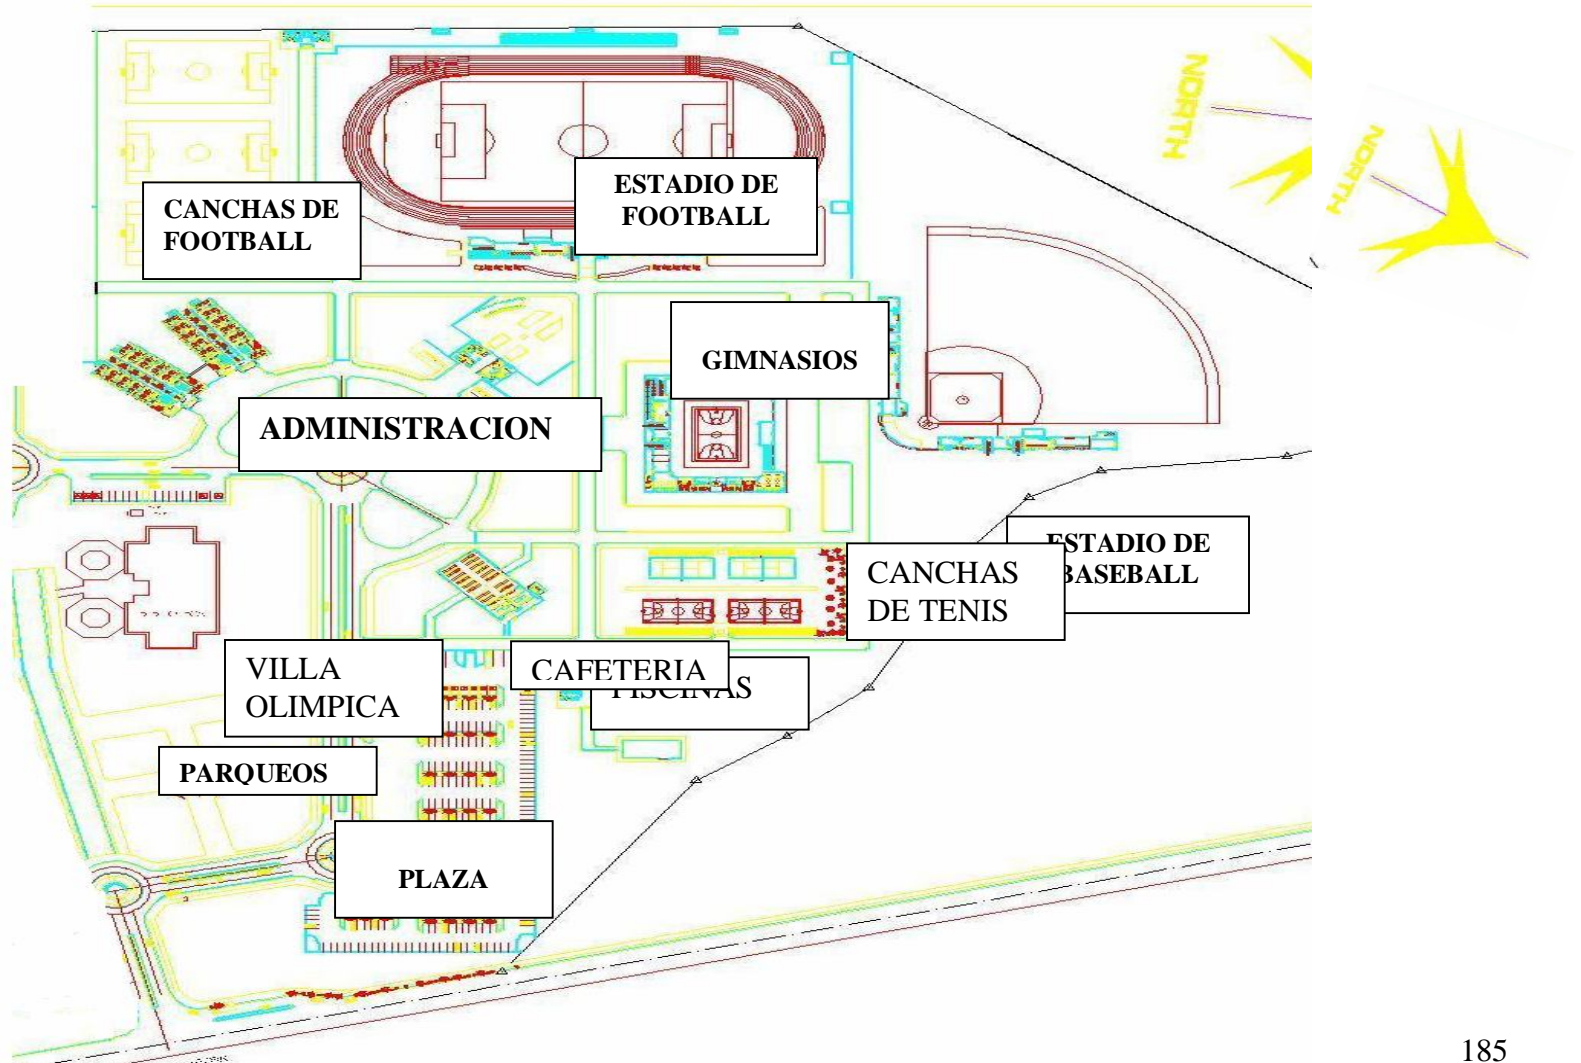 NORTH
NORTH
CANCHAS DE
FOOTBALL
ESTADIO DE
FOOTBALL
GIMNASIOS
ADMINISTRACION
ESTADIO DE
BASEBALL
CANCHAS
DE TENIS
VILLA
OLIMPICA
CAFETERIA
PISCINAS
PARQUEOS
PLAZA
185